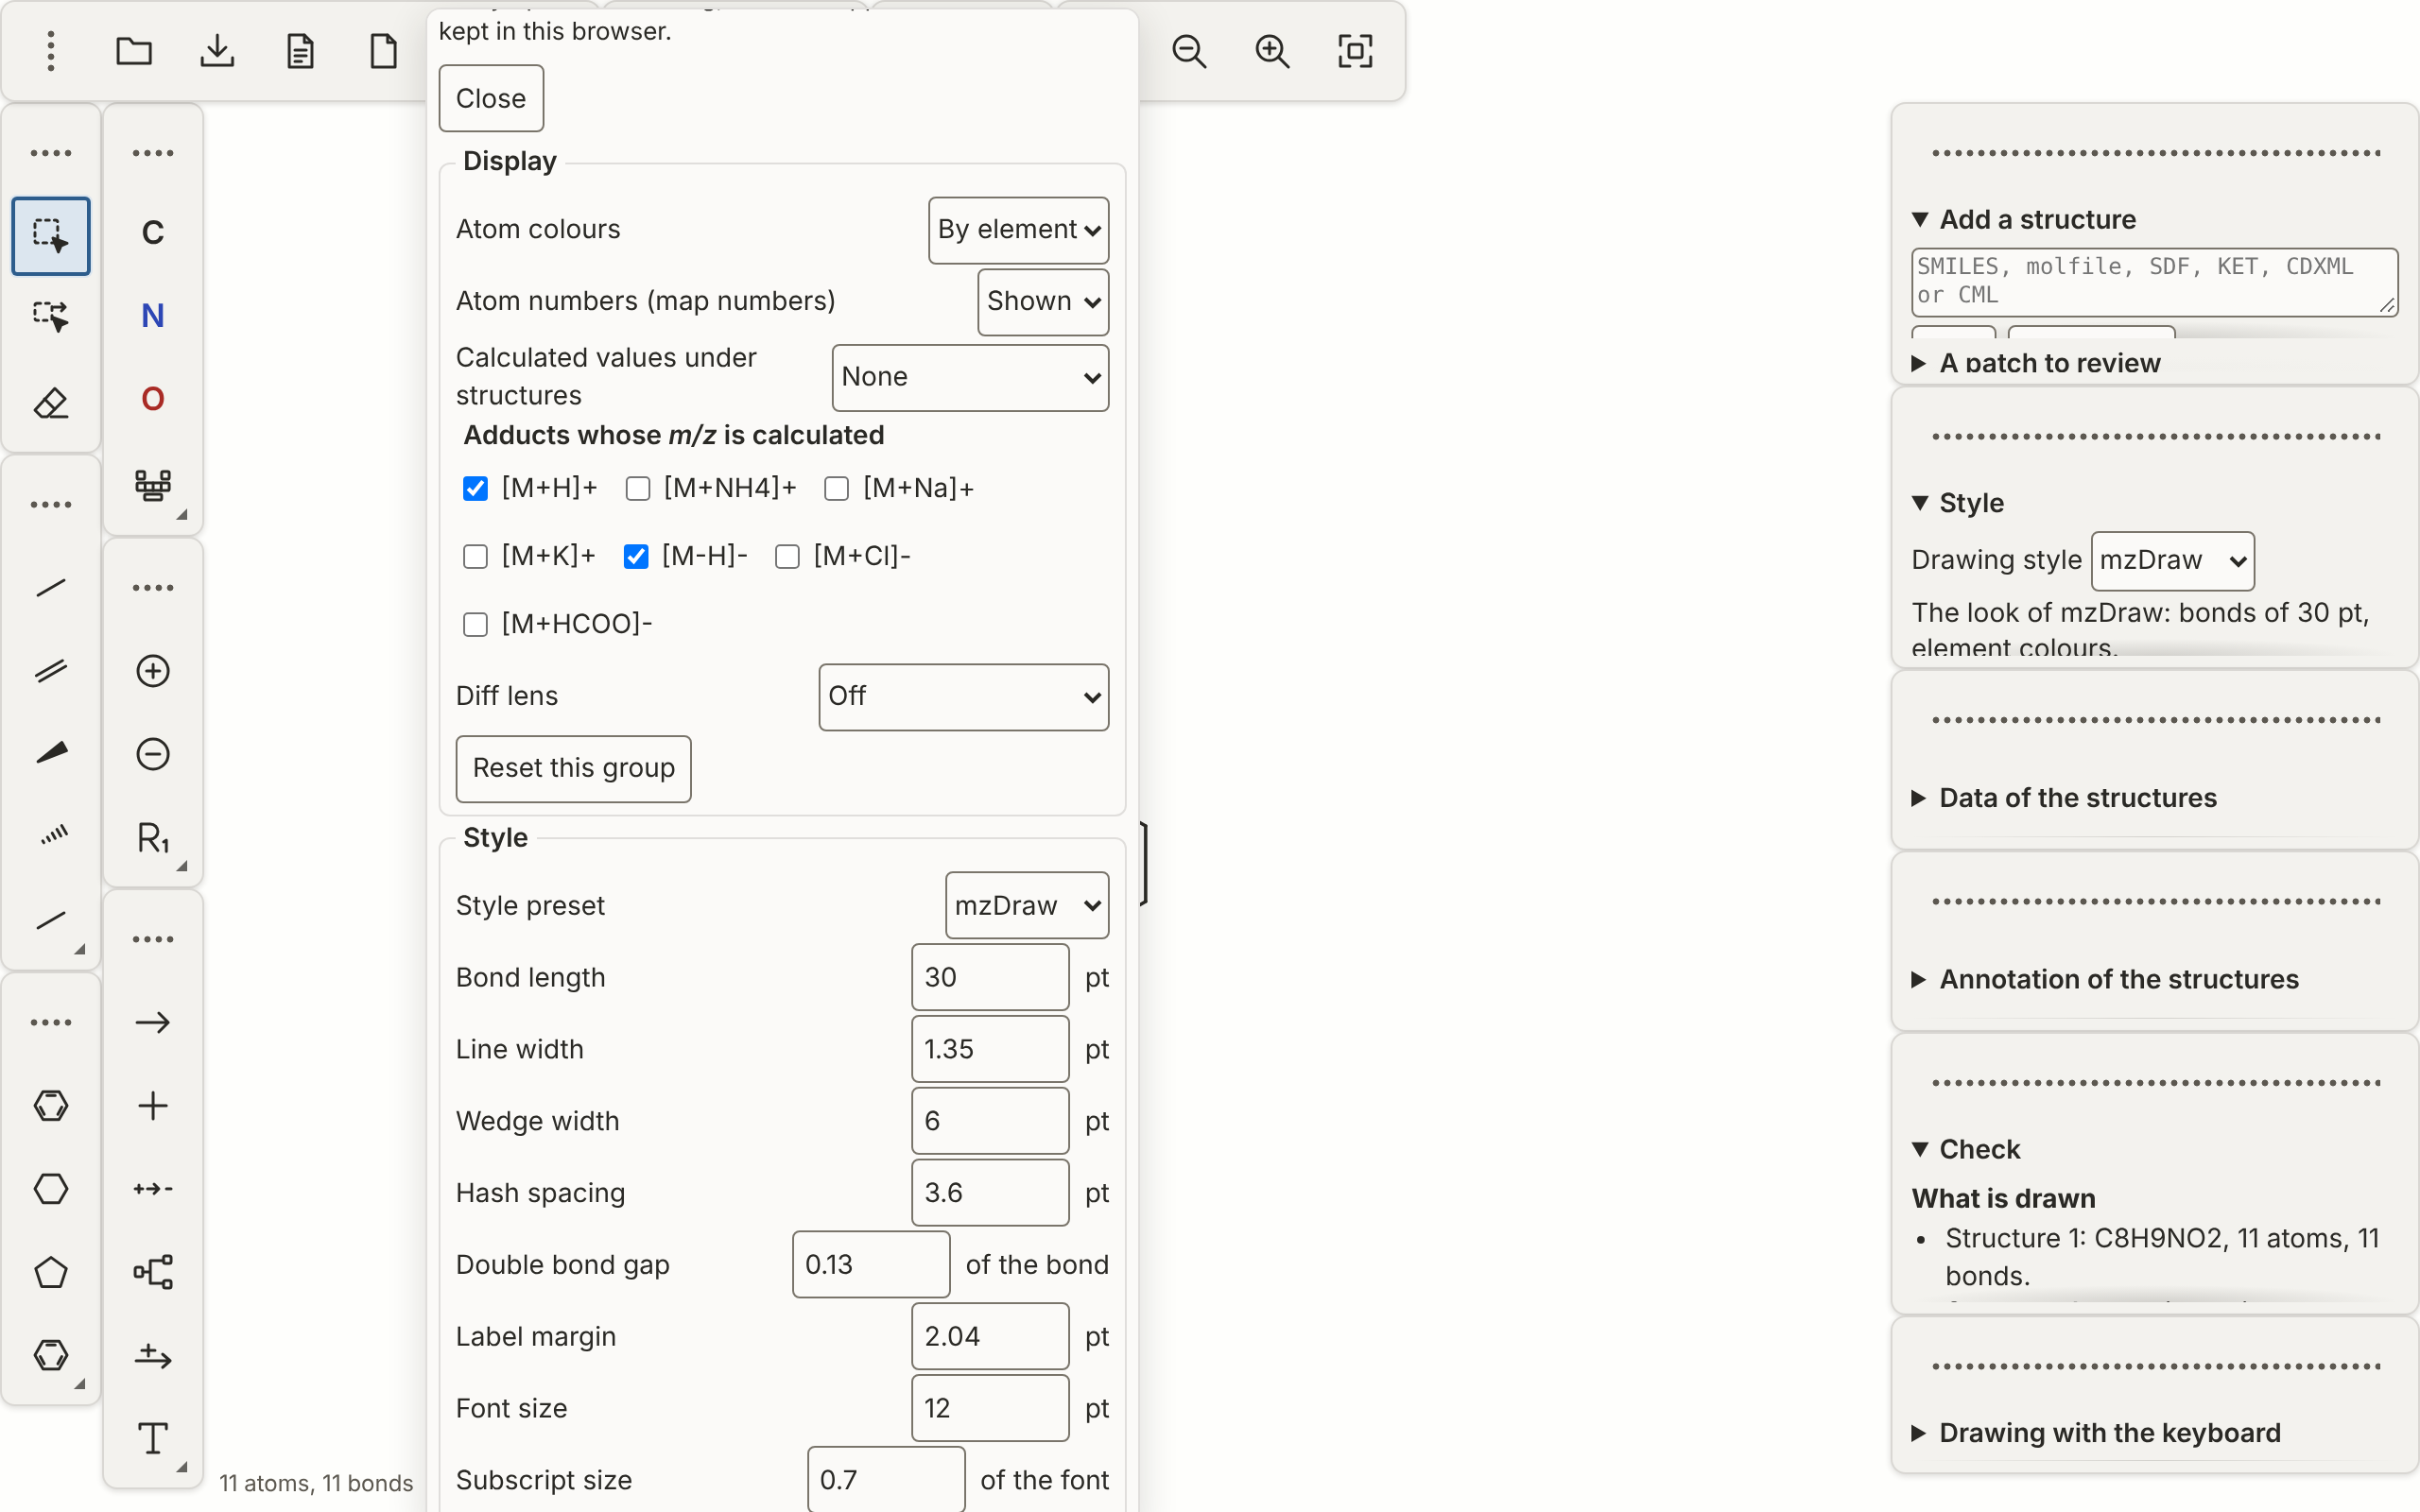 kept in this browser.
Close
Display
Atom colours
By element
Atom numbers (map numbers)
Shown
Calculated values under
structures
None
Adducts whose m/z is calculated
[M+H]+
[M+NH4]+
[M+Na]+
[M+K]+
[M-H]-
[M+Cl]-
[M+HCOO]-
Diff lens
Off
Reset this group
Style
Style preset
mzDraw
Bond length
30
pt
Line width
1.35
pt
Wedge width
6
pt
Hash spacing
3.6
pt
Double bond gap
0.13
of the bond
Label margin
2.04
pt
Font size
12
pt
Subscript size
0.7
of the font
C
N
O
R1
T
11 atoms, 11 bonds
Add a structure
SMILES, molfile, SDF, KET, CDXML
or CML
A patch to review
Style
Drawing style
mzDraw
The look of mzDraw: bonds of 30 pt,
element colours.
Data of the structures
Annotation of the structures
Check
What is drawn
Structure 1: C8H9NO2, 11 atoms, 11
bonds.
Drawing with the keyboard